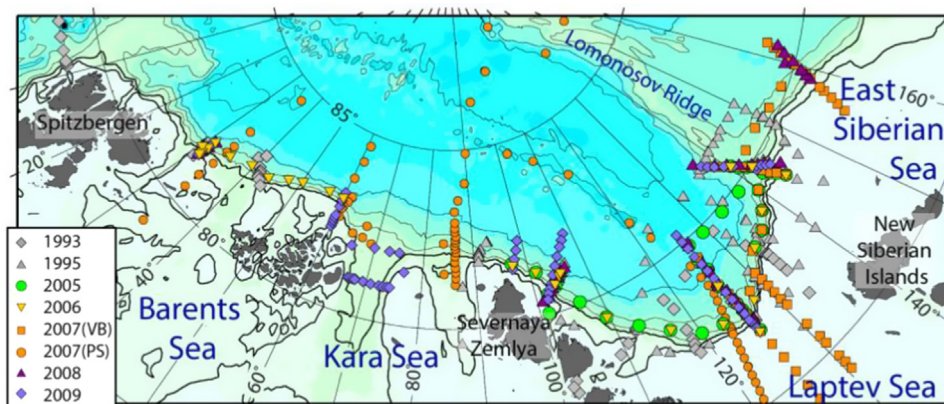 Lomonosov Ridge
160°
East
Siberian
Sea
85°
Spitzbergen
20°
New
Siberian
Islands
80°
40°
140°
Barents
Sea
Severnaya
Zemlya
Kara Sea
60°
80°
100°
120°
Laptev Sea
1993
1995
2005
2006
2007(VB)
2007(PS)
2008
2009